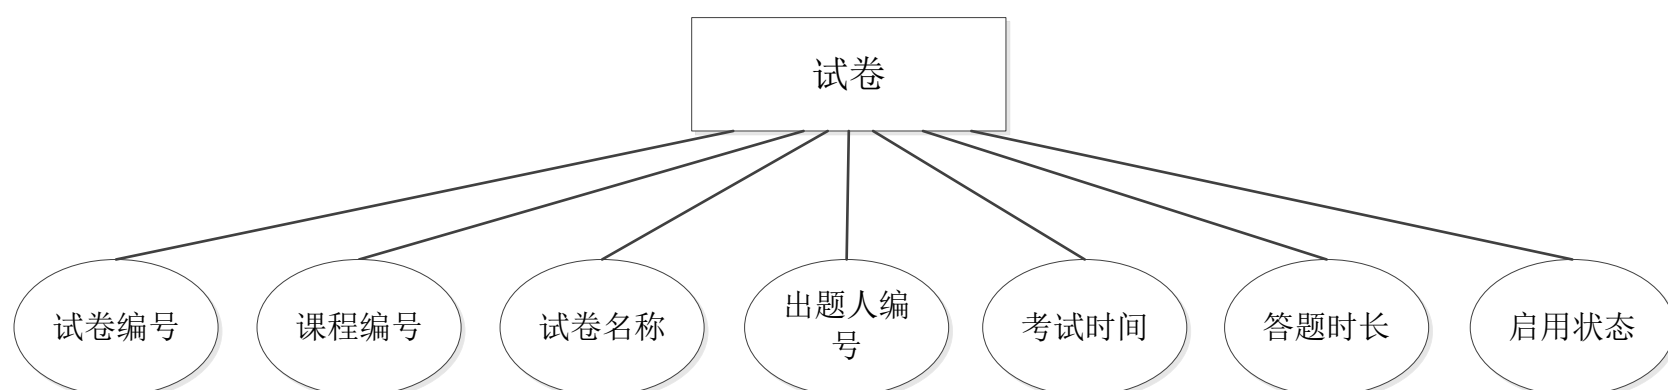 试卷
试卷编号
课程编号
试卷名称
出题人编
号
考试时间
答题时长
启用状态